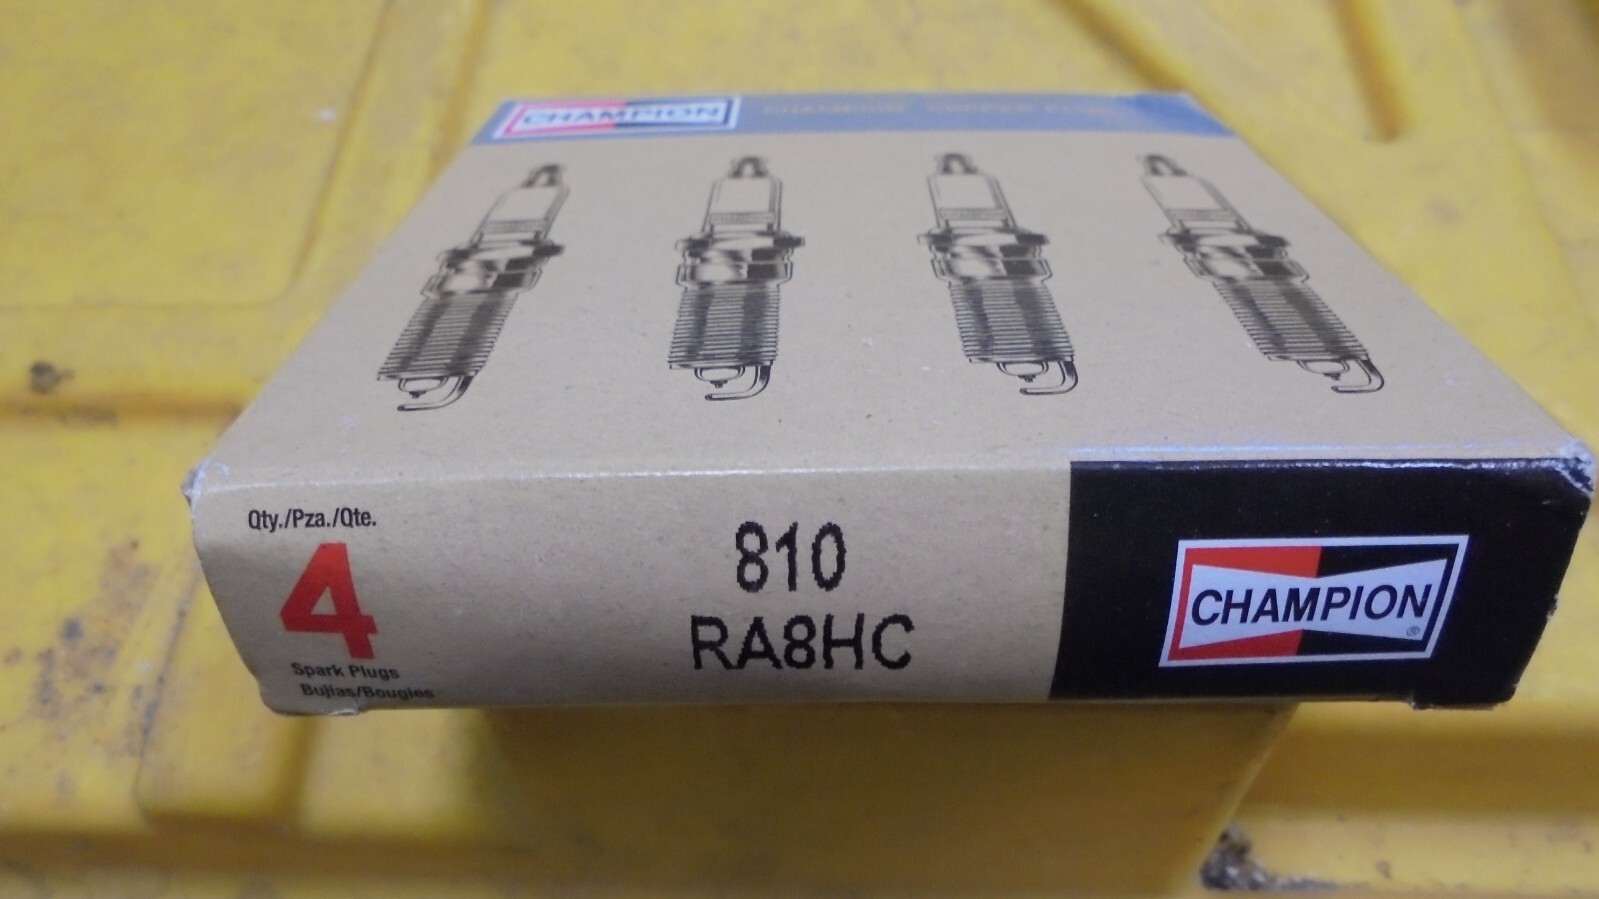 CHAMPION
Qty./Pza./Qte.
4
Spark Plugs
Bujias/Bougies
810
RA8HC
CHAMPION